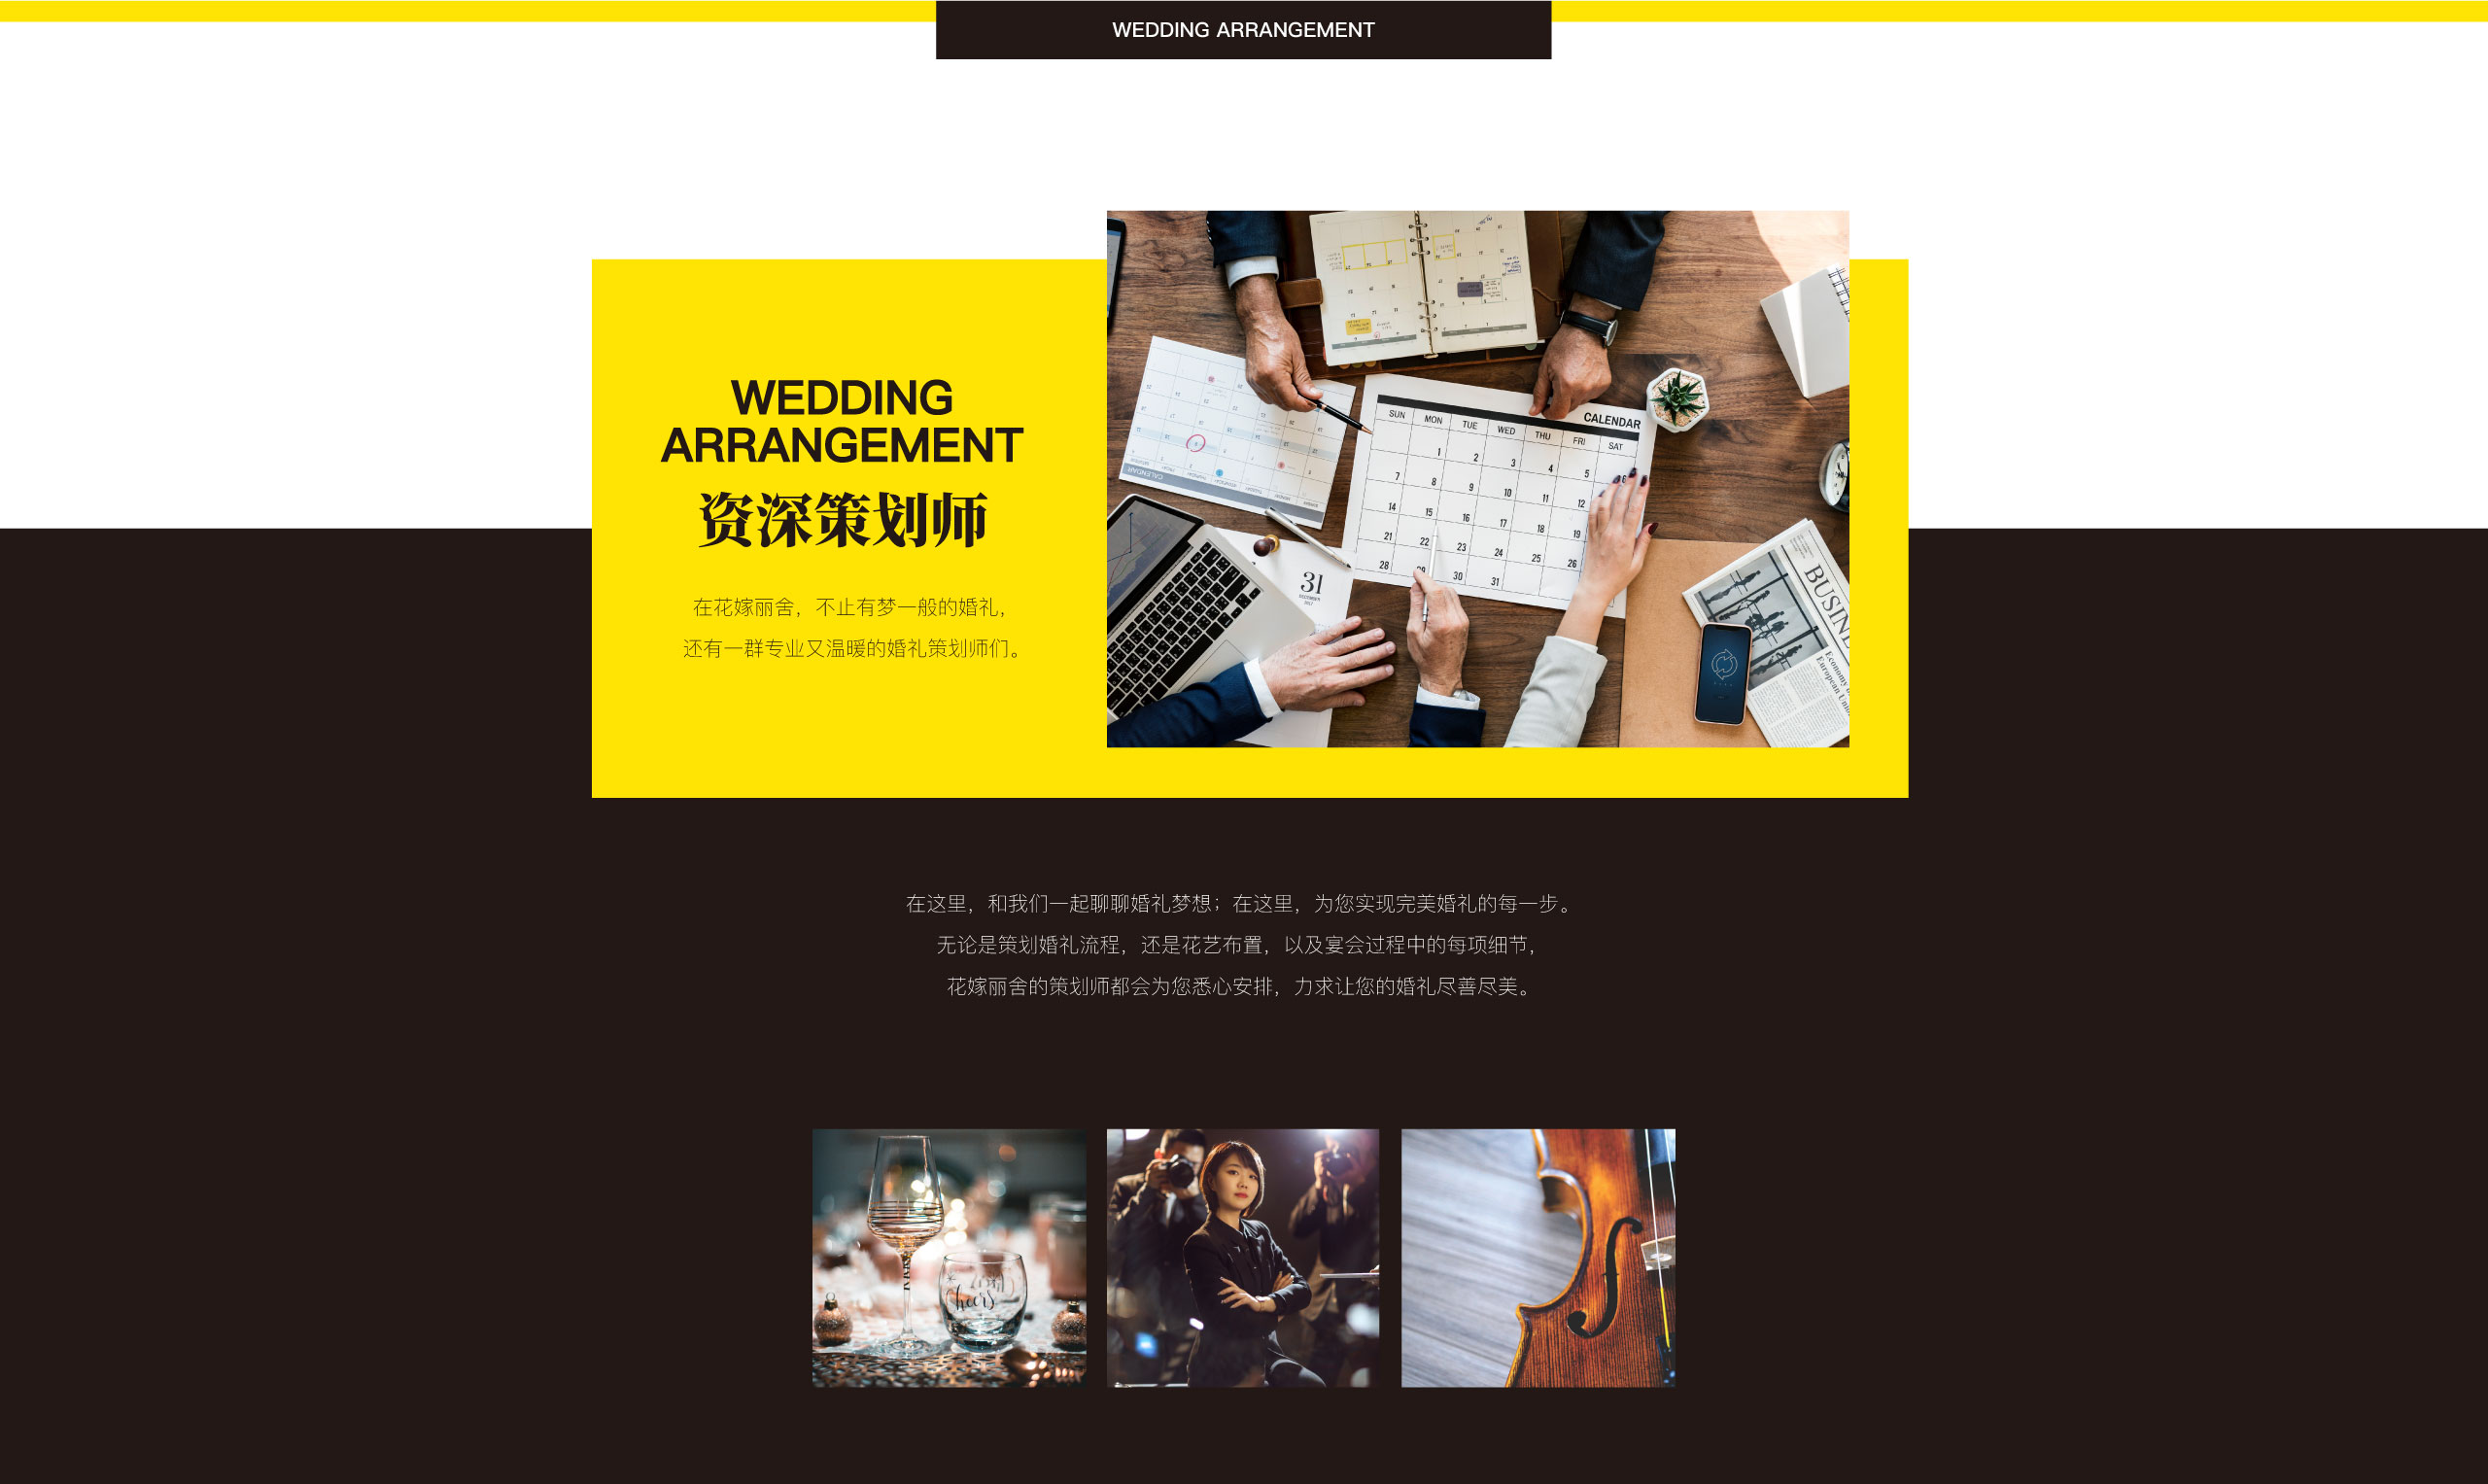 WEDDING ARRANGEMENT
WEDDING
ARRANGEMENT
资深策划师
在花嫁丽舍，不止有梦一般的婚礼，
还有一群专业又温暖的婚礼策划师们。
CALENDAR
SUN MON TUE WED THU FRI SAT
1 2 3 4 5 6
7 8 9 10 11 12
14 15 16 17 18 19
21 22 23 24 25 26
28 29 30 31
CALENDAR
31
DECEMBER
2017
BUSINE
Economy
European Uni
在这里，和我们一起聊聊婚礼梦想；在这里，为您实现完美婚礼的每一步。
无论是策划婚礼流程，还是花艺布置，以及宴会过程中的每项细节，
花嫁丽舍的策划师都会为您悉心安排，力求让您的婚礼尽善尽美。
Cheers